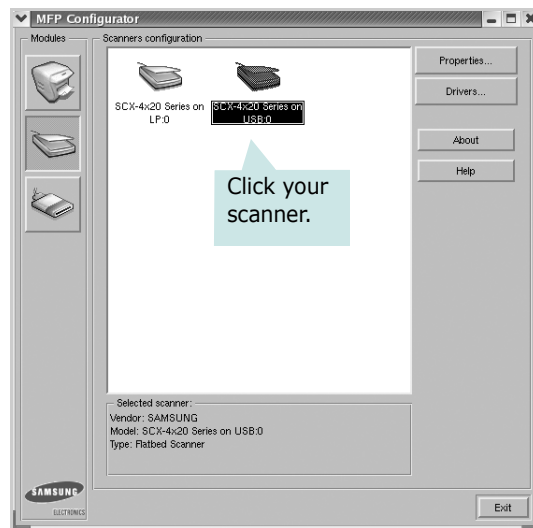 MFP Configurator
Modules
Scanners configuration
SCX-4x20 Series on
LP:0
SCX-4x20 Series on
USB:0
Click your
scanner.
Properties...
Drivers...
About
Help
Selected scanner:
Vendor: SAMSUNG
Model: SCX-4x20 Series on USB:0
Type: Flatbed Scanner
SAMSUNG
ELECTRONICS
Exit